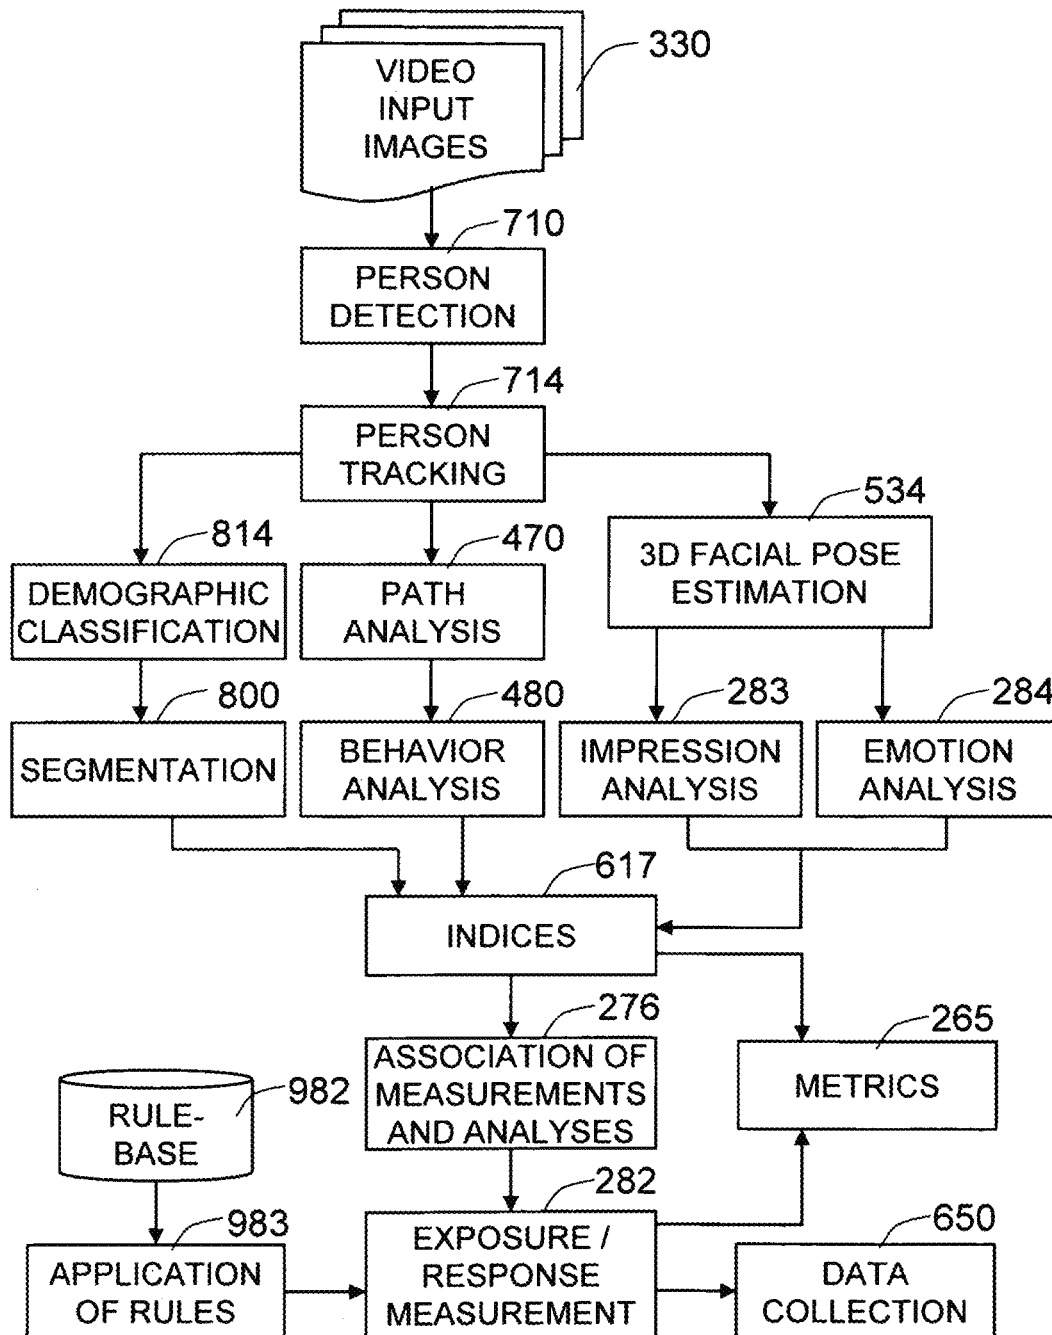 330
VIDEO
INPUT
IMAGES
710
PERSON
DETECTION
714
PERSON
TRACKING
534
3D FACIAL POSE
ESTIMATION
814
DEMOGRAPHIC
CLASSIFICATION
470
PATH
ANALYSIS
800
SEGMENTATION
480
BEHAVIOR
ANALYSIS
283
IMPRESSION
ANALYSIS
284
EMOTION
ANALYSIS
617
INDICES
276
ASSOCIATION OF
MEASUREMENTS
AND ANALYSES
265
METRICS
982
RULE-
BASE
983
APPLICATION
OF RULES
282
EXPOSURE /
RESPONSE
MEASUREMENT
650
DATA
COLLECTION